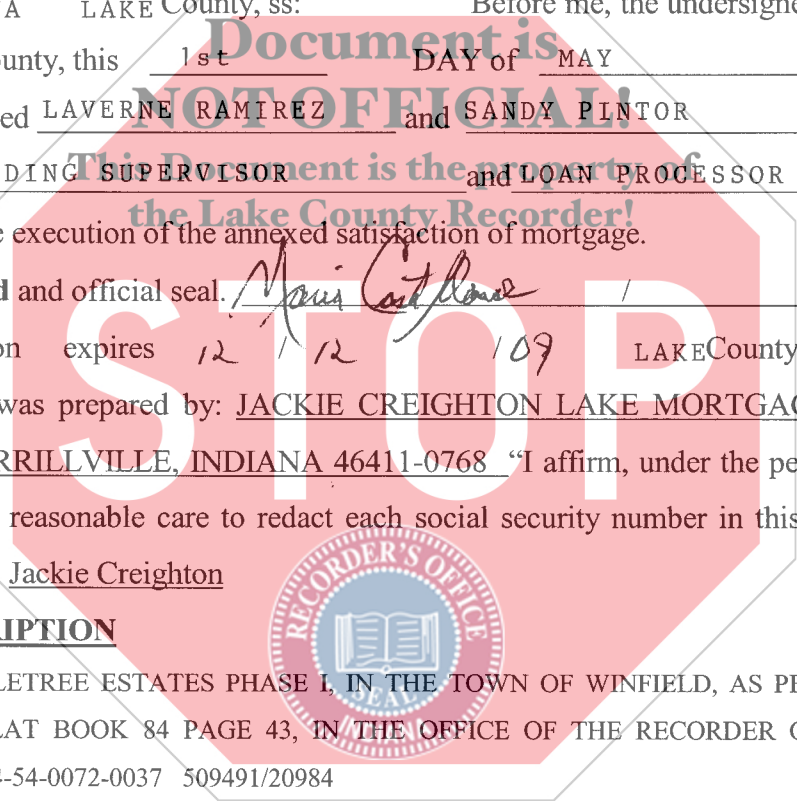 A LAKE County, ss: Before me, the undersigne
unty, this 1st DAY of MAY
ed LAVERNE RAMIREZ and SANDY PINTOR
DING SUPERVISOR and LOAN PROCESSOR
e execution of the annexed satisfaction of mortgage.
d and official seal. Maria /
on expires 12 / 12 / 09 LAKECounty
was prepared by: JACKIE CREIGHTON LAKE MORTGAG
RRILLVILLE, INDIANA 46411-0768 “I affirm, under the pe
reasonable care to redact each social security number in this
Jackie Creighton
RIPTION
LETREE ESTATES PHASE I, IN THE TOWN OF WINFIELD, AS PE
LAT BOOK 84 PAGE 43, IN THE OFFICE OF THE RECORDER O
-54-0072-0037 509491/20984
Document is
NOT OFFICIAL!
This Document is the property of
the Lake County Recorder!
STOP
RECORDER'S OFFICE
SEAL